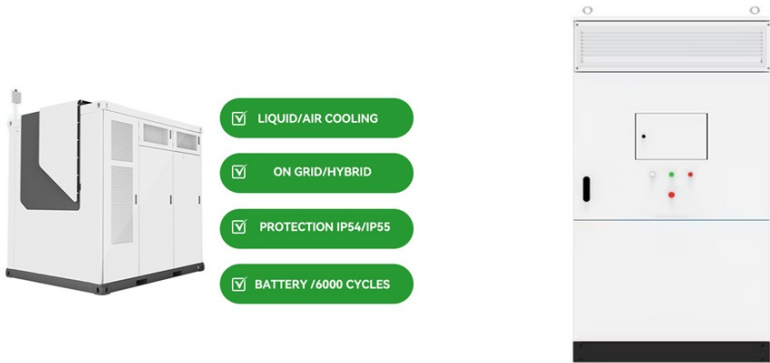 LIQUID/AIR COOLING
ON GRID/HYBRID
PROTECTION IP54/IP55
BATTERY /6000 CYCLES